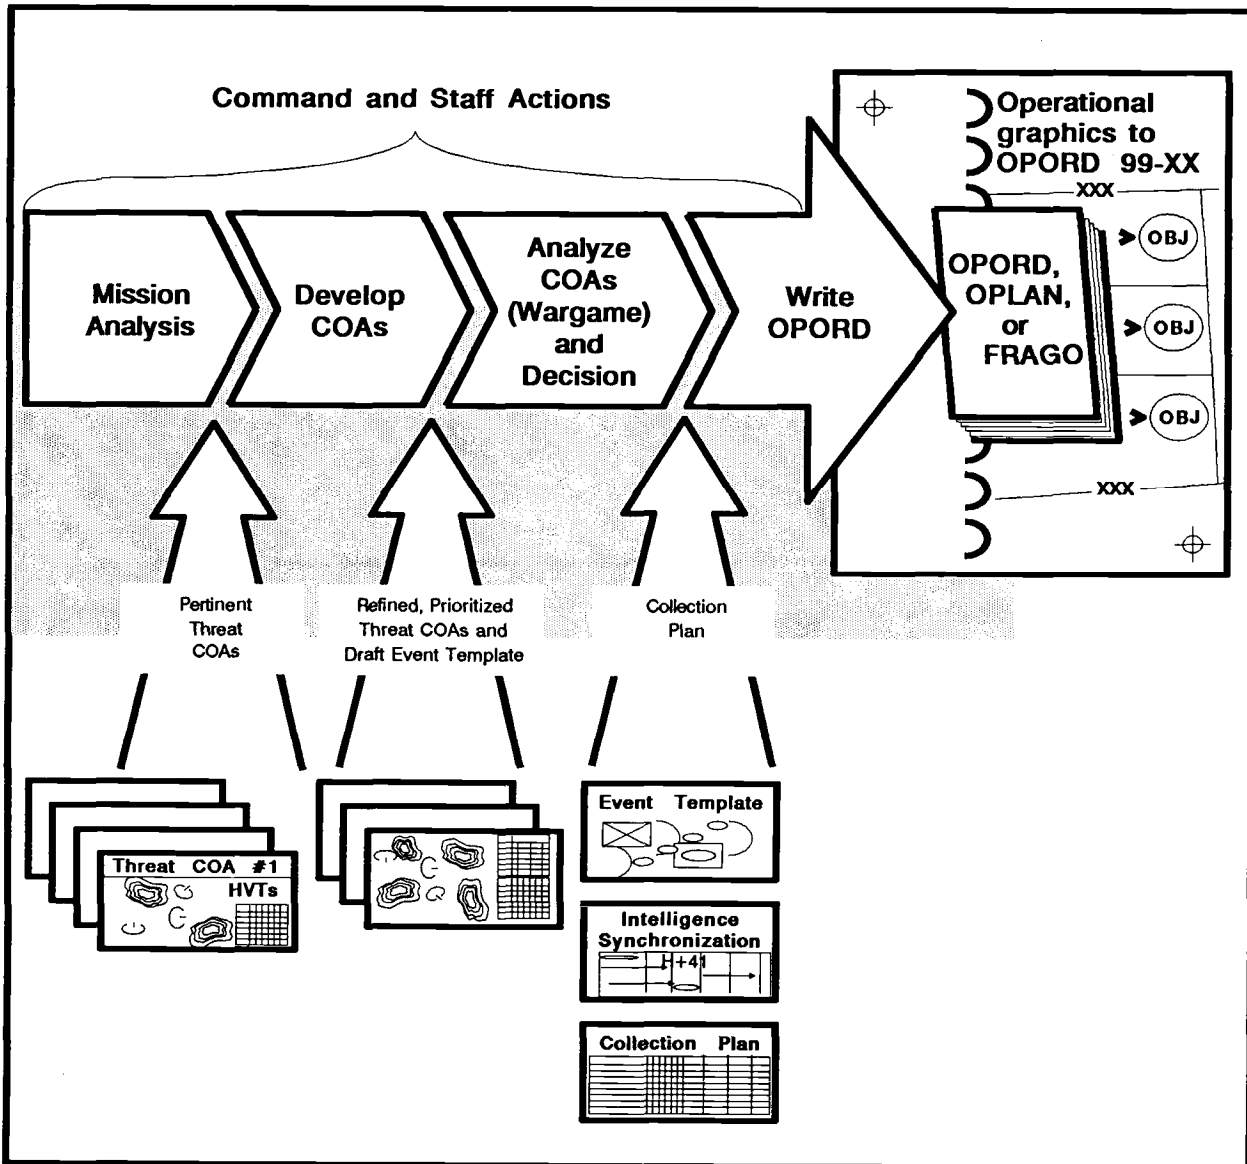 Command and Staff Actions
Operational
graphics to
OPORD 99-XX
XXX
Mission
Analysis
Develop
COAs
Analyze
COAs
(Wargame)
and
Decision
Write
OPORD
OPORD,
OPLAN,
or
FRAGO
OBJ
OBJ
OBJ
XXX
Pertinent
Threat
COAs
Refined, Prioritized
Threat COAs and
Draft Event Template
Collection
Plan
Threat COA #1
HVTs
Event Template
Intelligence
Synchronization
H+41
Collection Plan